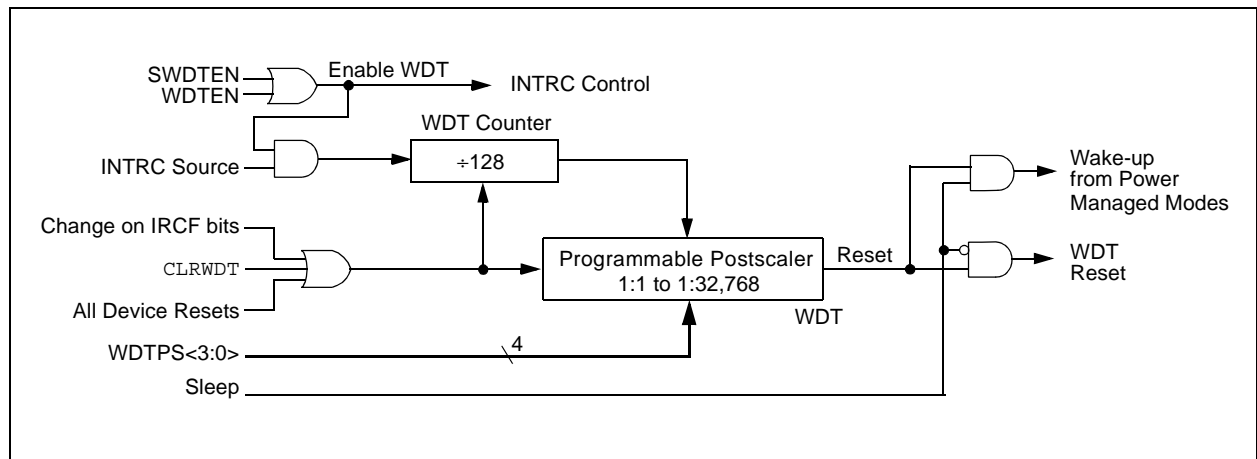 SWDTEN
WDTEN
Enable WDT
INTRC Control
WDT Counter
INTRC Source
÷128
Wake-up
from Power
Managed Modes
Change on IRCF bits
CLRWDT
All Device Resets
Programmable Postscaler
1:1 to 1:32,768
Reset
WDT
Reset
WDT
WDTPS<3:0>
4
Sleep